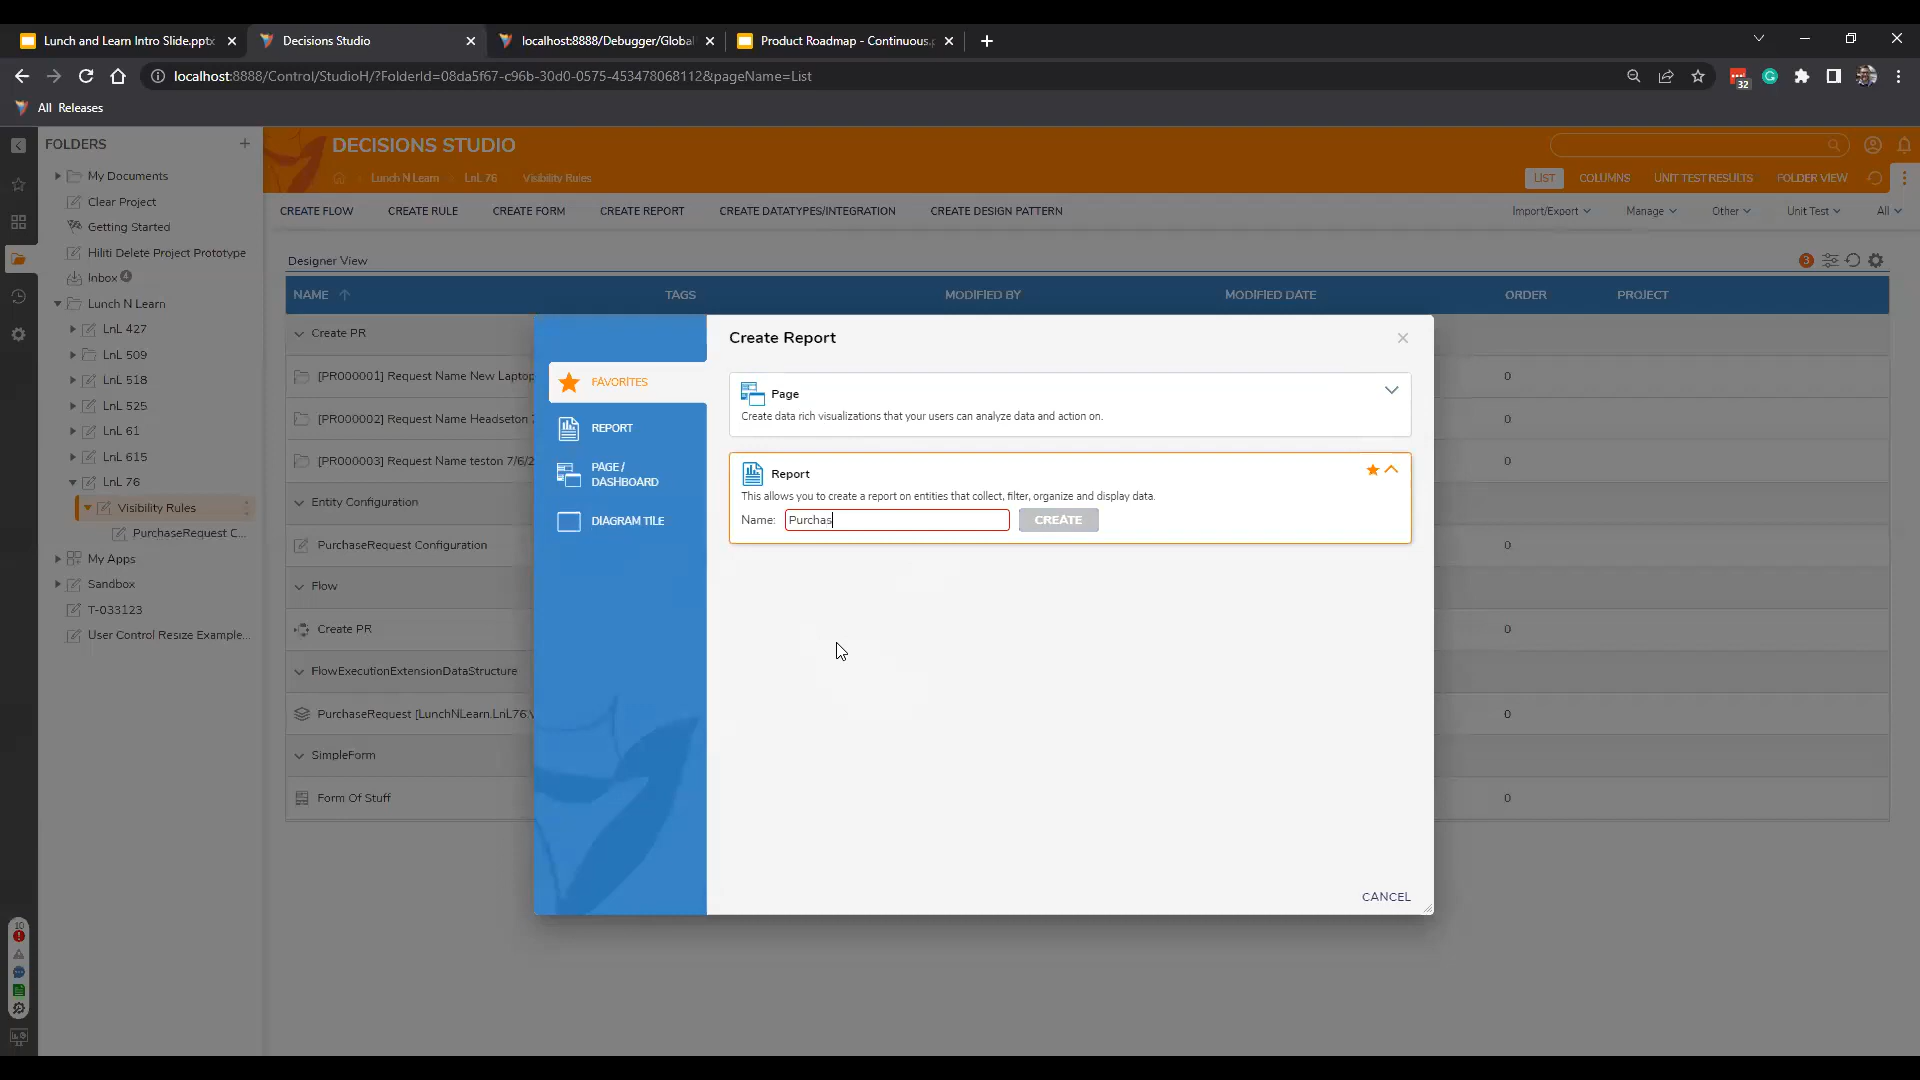 Lunch and Learn Intro Slide.pptx
Decisions Studio
localhost:8888/Debugger/Global
Product Roadmap - Continuous.p
localhost:8888/Control/StudioH/?FolderId=08da5f67-c96b-30d0-0575-453478068112&pageName=List
32
All Releases
FOLDERS
My Documents
Clear Project
Getting Started
Hiliti Delete Project Prototype
Inbox 4
Lunch N Learn
LnL 427
LnL 509
LnL 518
LnL 525
LnL 61
LnL 615
LnL 76
Visibility Rules
PurchaseRequest C...
My Apps
Sandbox
T-033123
User Control Resize Example...
10
DECISIONS STUDIO
Lunch N Learn LnL 76 Visibility Rules
LIST COLUMNS UNIT TEST RESULTS FOLDER VIEW
CREATE FLOW CREATE RULE CREATE FORM CREATE REPORT CREATE DATATYPES/INTEGRATION CREATE DESIGN PATTERN
Import/Export Manage Other Unit Test All
Designer View
3
NAME TAGS MODIFIED BY MODIFIED DATE ORDER PROJECT
Create PR
[PR000001] Request Name New Laptop 0
[PR000002] Request Name Headseton 7 0
[PR000003] Request Name teston 7/6/2 0
Entity Configuration
PurchaseRequest Configuration 0
Flow
Create PR 0
FlowExecutionExtensionDataStructure
PurchaseRequest [LunchNLearn.LnL76.V 0
SimpleForm
Form Of Stuff 0
Create Report
FAVORITES
REPORT
PAGE /
DASHBOARD
DIAGRAM TILE
Page
Create data rich visualizations that your users can analyze data and action on.
Report
This allows you to create a report on entities that collect, filter, organize and display data.
Name: Purchas CREATE
CANCEL